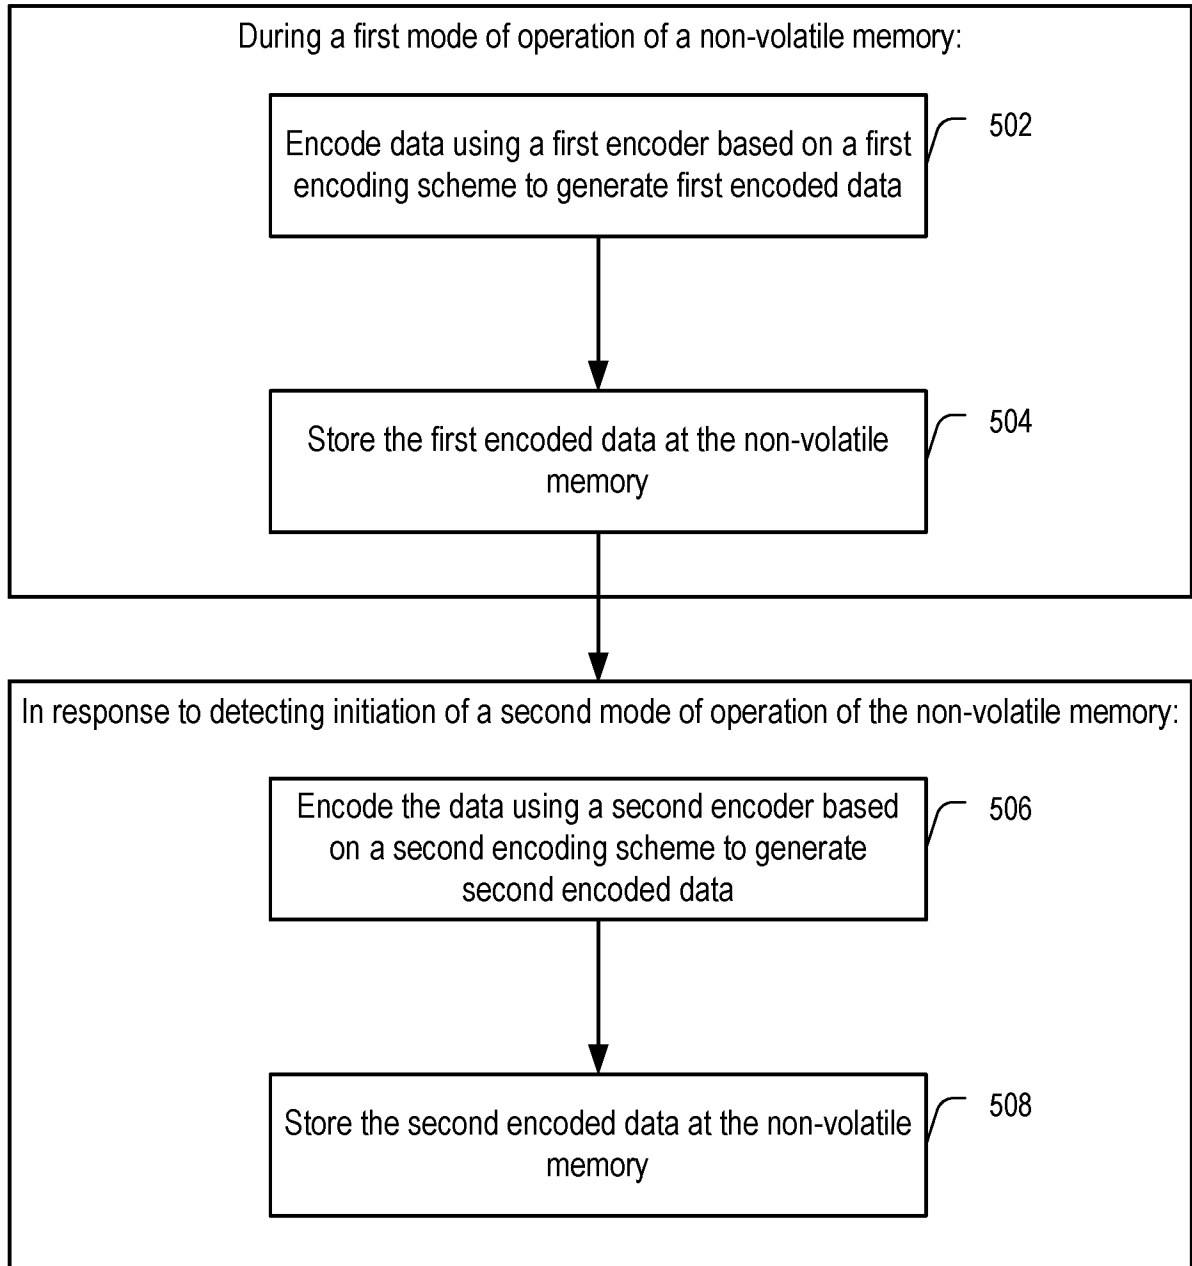 During a first mode of operation of a non-volatile memory:
Encode data using a first encoder based on a first
encoding scheme to generate first encoded data
502
Store the first encoded data at the non-volatile
memory
504
In response to detecting initiation of a second mode of operation of the non-volatile memory:
Encode the data using a second encoder based
on a second encoding scheme to generate
second encoded data
506
Store the second encoded data at the non-volatile
memory
508